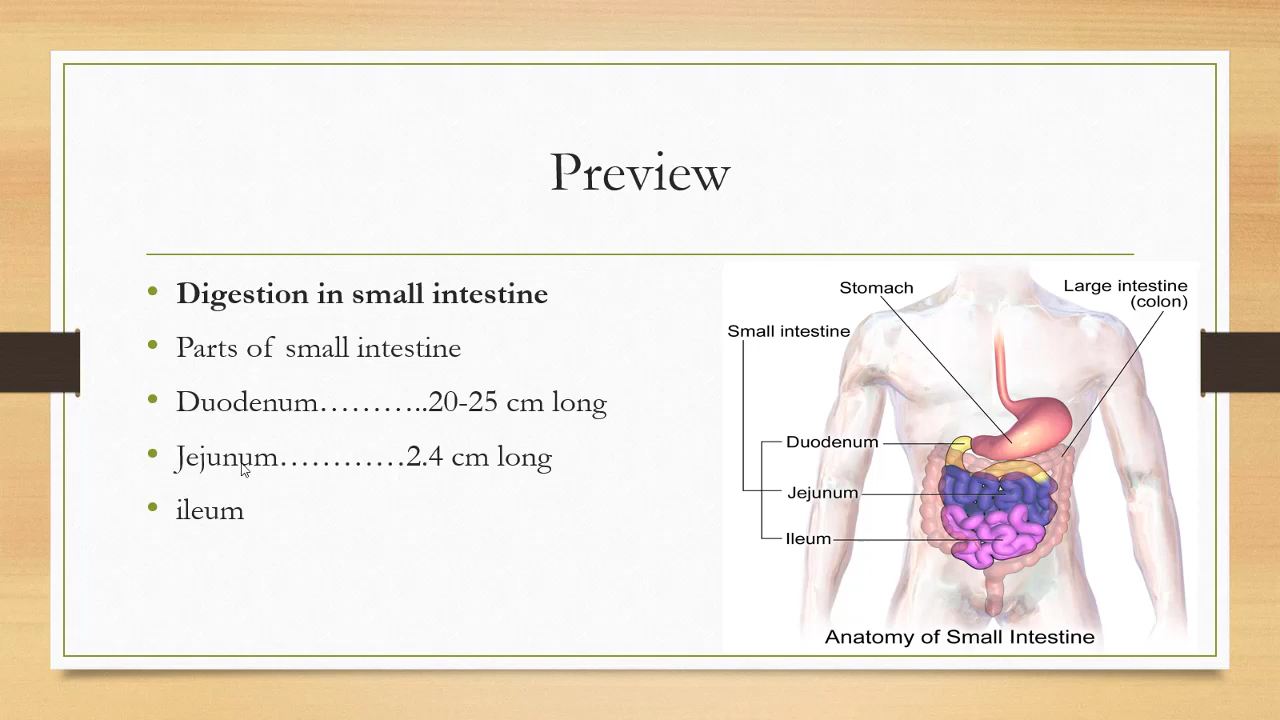 Preview
• Digestion in small intestine
• Parts of small intestine
• Duodenum………..20-25 cm long
• Jejunum…………2.4 cm long
• ileum
Stomach
Large intestine
(colon)
Small intestine
Duodenum
Jejunum
Ileum
Anatomy of Small Intestine